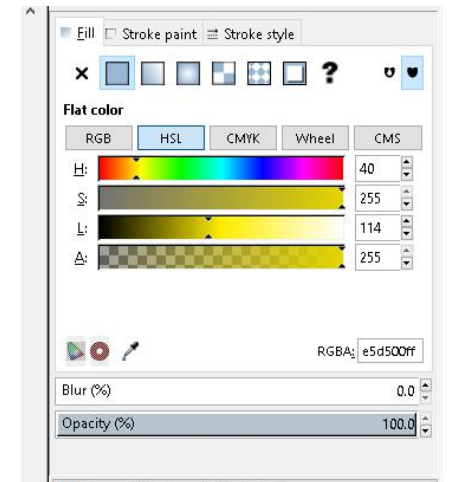 Fill Stroke paint Stroke style
?
Flat color
RGB HSL CMYK Wheel CMS
H: 40
S: 255
L: 114
A: 255
RGBA: e5d500ff
Blur (%) 0.0
Opacity (%) 100.0